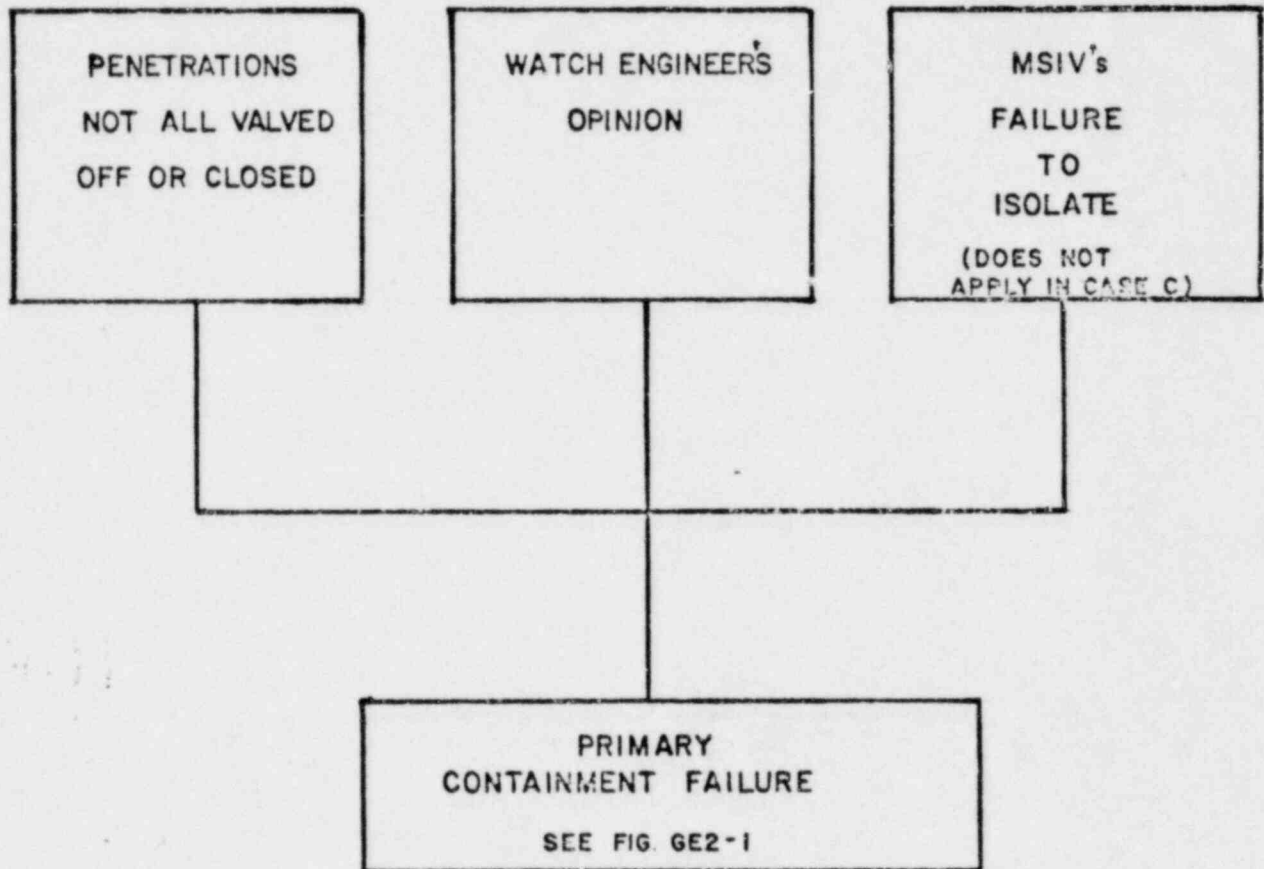 PENETRATIONS
NOT ALL VALVED
OFF OR CLOSED
WATCH ENGINEER'S
OPINION
MSIV's
FAILURE
TO
ISOLATE
(DOES NOT
APPLY IN CASE C)
PRIMARY
CONTAINMENT FAILURE
SEE FIG. GE2-1